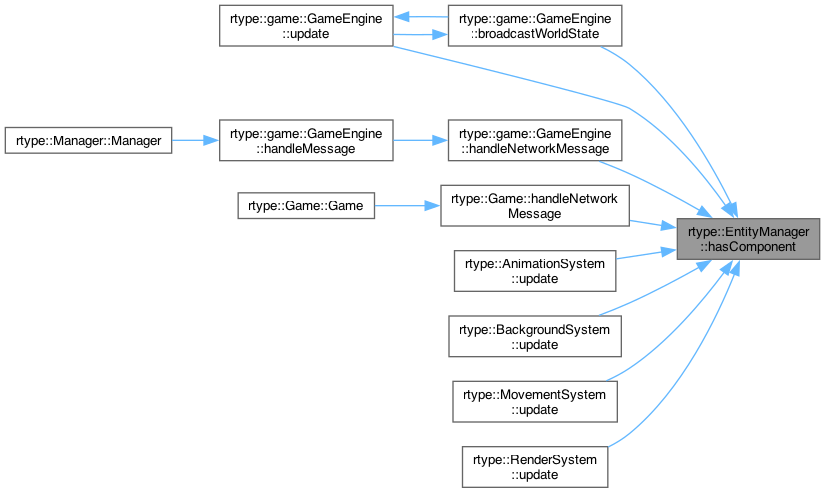 rtype::game::GameEngine
::update
rtype::game::GameEngine
::broadcastWorldState
rtype::Manager::Manager
rtype::game::GameEngine
::handleMessage
rtype::game::GameEngine
::handleNetworkMessage
rtype::Game::Game
rtype::Game::handleNetwork
Message
rtype::EntityManager
::hasComponent
rtype::AnimationSystem
::update
rtype::BackgroundSystem
::update
rtype::MovementSystem
::update
rtype::RenderSystem
::update